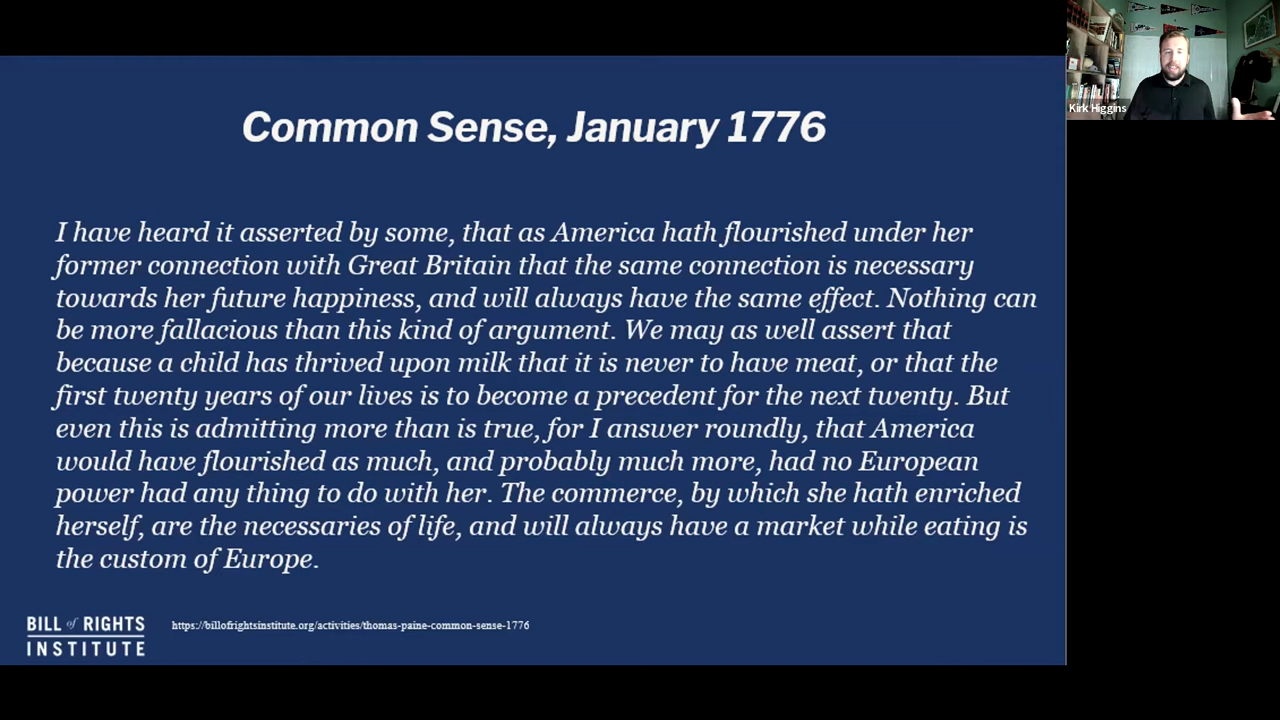 Common Sense, January 1776
I have heard it asserted by some, that as America hath flourished under her
former connection with Great Britain that the same connection is necessary
towards her future happiness, and will always have the same effect. Nothing can
be more fallacious than this kind of argument. We may as well assert that
because a child has thrived upon milk that it is never to have meat, or that the
first twenty years of our lives is to become a precedent for the next twenty. But
even this is admitting more than is true, for I answer roundly, that America
would have flourished as much, and probably much more, had no European
power had any thing to do with her. The commerce, by which she hath enriched
herself, are the necessaries of life, and will always have a market while eating is
the custom of Europe.
BILL of RIGHTS
INSTITUTE
https://billofrightsinstitute.org/activities/thomas-paine-common-sense-1776
Kirk Higgins